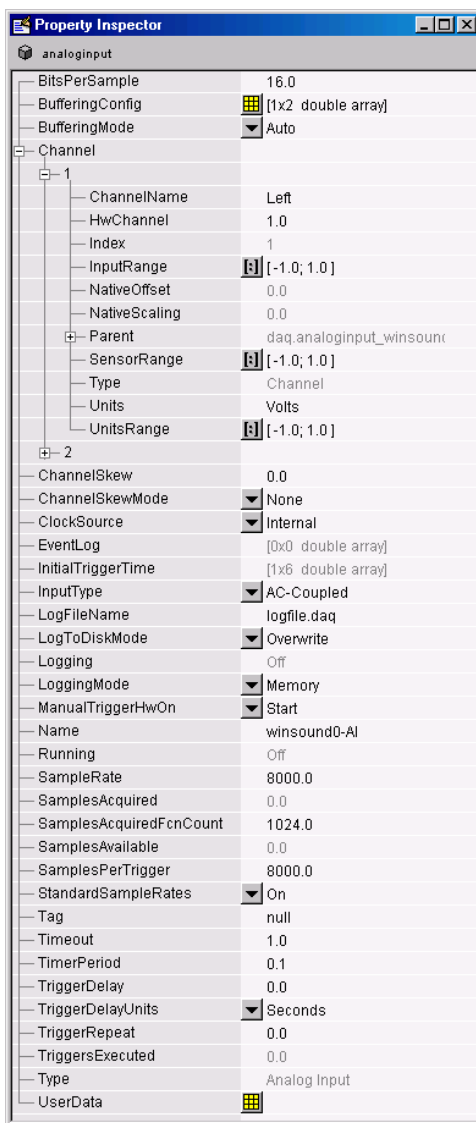 Property Inspector
analoginput
BitsPerSample 16.0
BufferingConfig [1x2 double array]
BufferingMode Auto
Channel
1
ChannelName Left
HwChannel 1.0
Index 1
InputRange [:] [ -1.0; 1.0 ]
NativeOffset 0.0
NativeScaling 0.0
Parent daq.analoginput_winsound
SensorRange [:] [ -1.0; 1.0 ]
Type Channel
Units Volts
UnitsRange [:] [ -1.0; 1.0 ]
2
ChannelSkew 0.0
ChannelSkewMode None
ClockSource Internal
EventLog [0x0 double array]
InitialTriggerTime [1x6 double array]
InputType AC-Coupled
LogFileName logfile.daq
LogToDiskMode Overwrite
Logging Off
LoggingMode Memory
ManualTriggerHwOn Start
Name winsound0-AI
Running Off
SampleRate 8000.0
SamplesAcquired 0.0
SamplesAcquiredFcnCount 1024.0
SamplesAvailable 0.0
SamplesPerTrigger 8000.0
StandardSampleRates On
Tag null
Timeout 1.0
TimerPeriod 0.1
TriggerDelay 0.0
TriggerDelayUnits Seconds
TriggerRepeat 0.0
TriggersExecuted 0.0
Type Analog Input
UserData